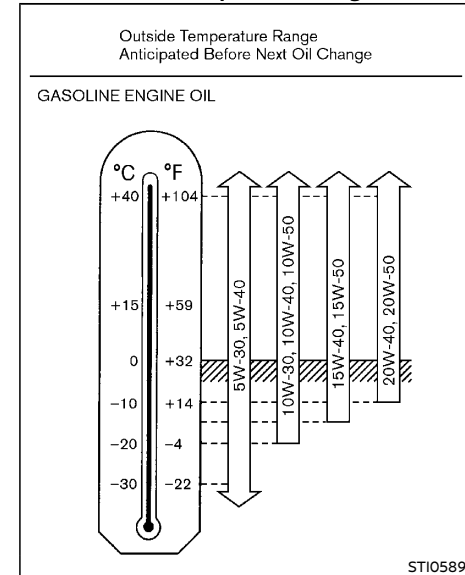 Outside Temperature Range
Anticipated Before Next Oil Change
GASOLINE ENGINE OIL
°C °F
+40 +104
+15 +59
0 +32
−10 +14
−20 −4
−30 −22
5W-30, 5W-40
10W-30, 10W-40, 10W-50
15W-40, 15W-50
20W-40, 20W-50
STI0589